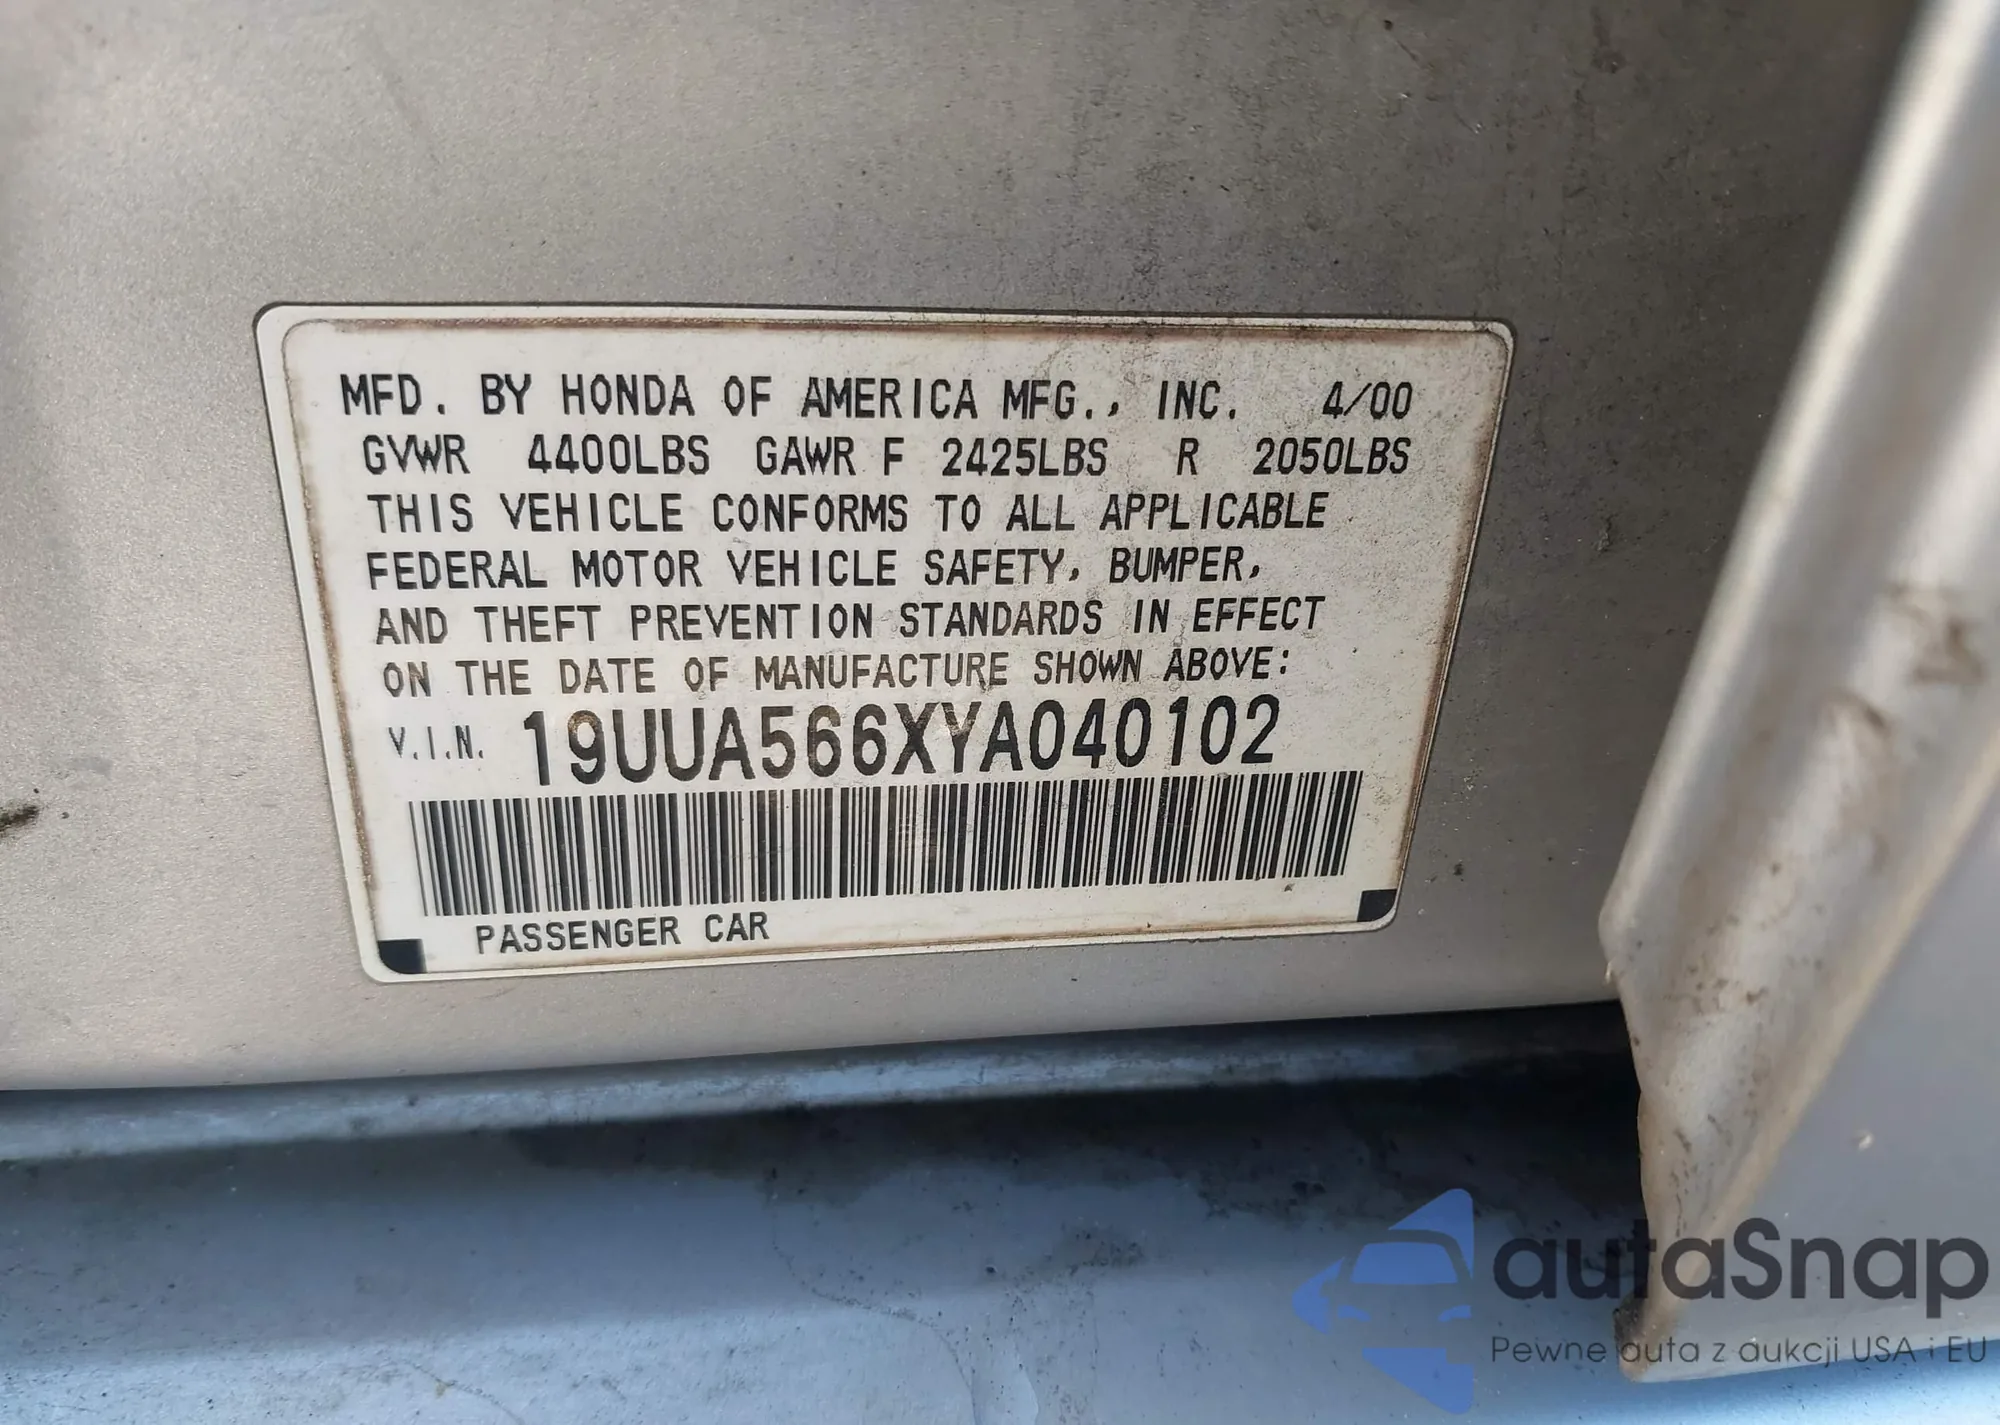 MFD. BY HONDA OF AMERICA MFG., INC. 4/00
GVWR 4400LBS GAWR F 2425LBS R 2050LBS
THIS VEHICLE CONFORMS TO ALL APPLICABLE
FEDERAL MOTOR VEHICLE SAFETY, BUMPER,
AND THEFT PREVENTION STANDARDS IN EFFECT
ON THE DATE OF MANUFACTURE SHOWN ABOVE:
V.I.N. 19UUA566XYA040102
PASSENGER CAR
autaSnap
Pewne auta z aukcji USA i EU